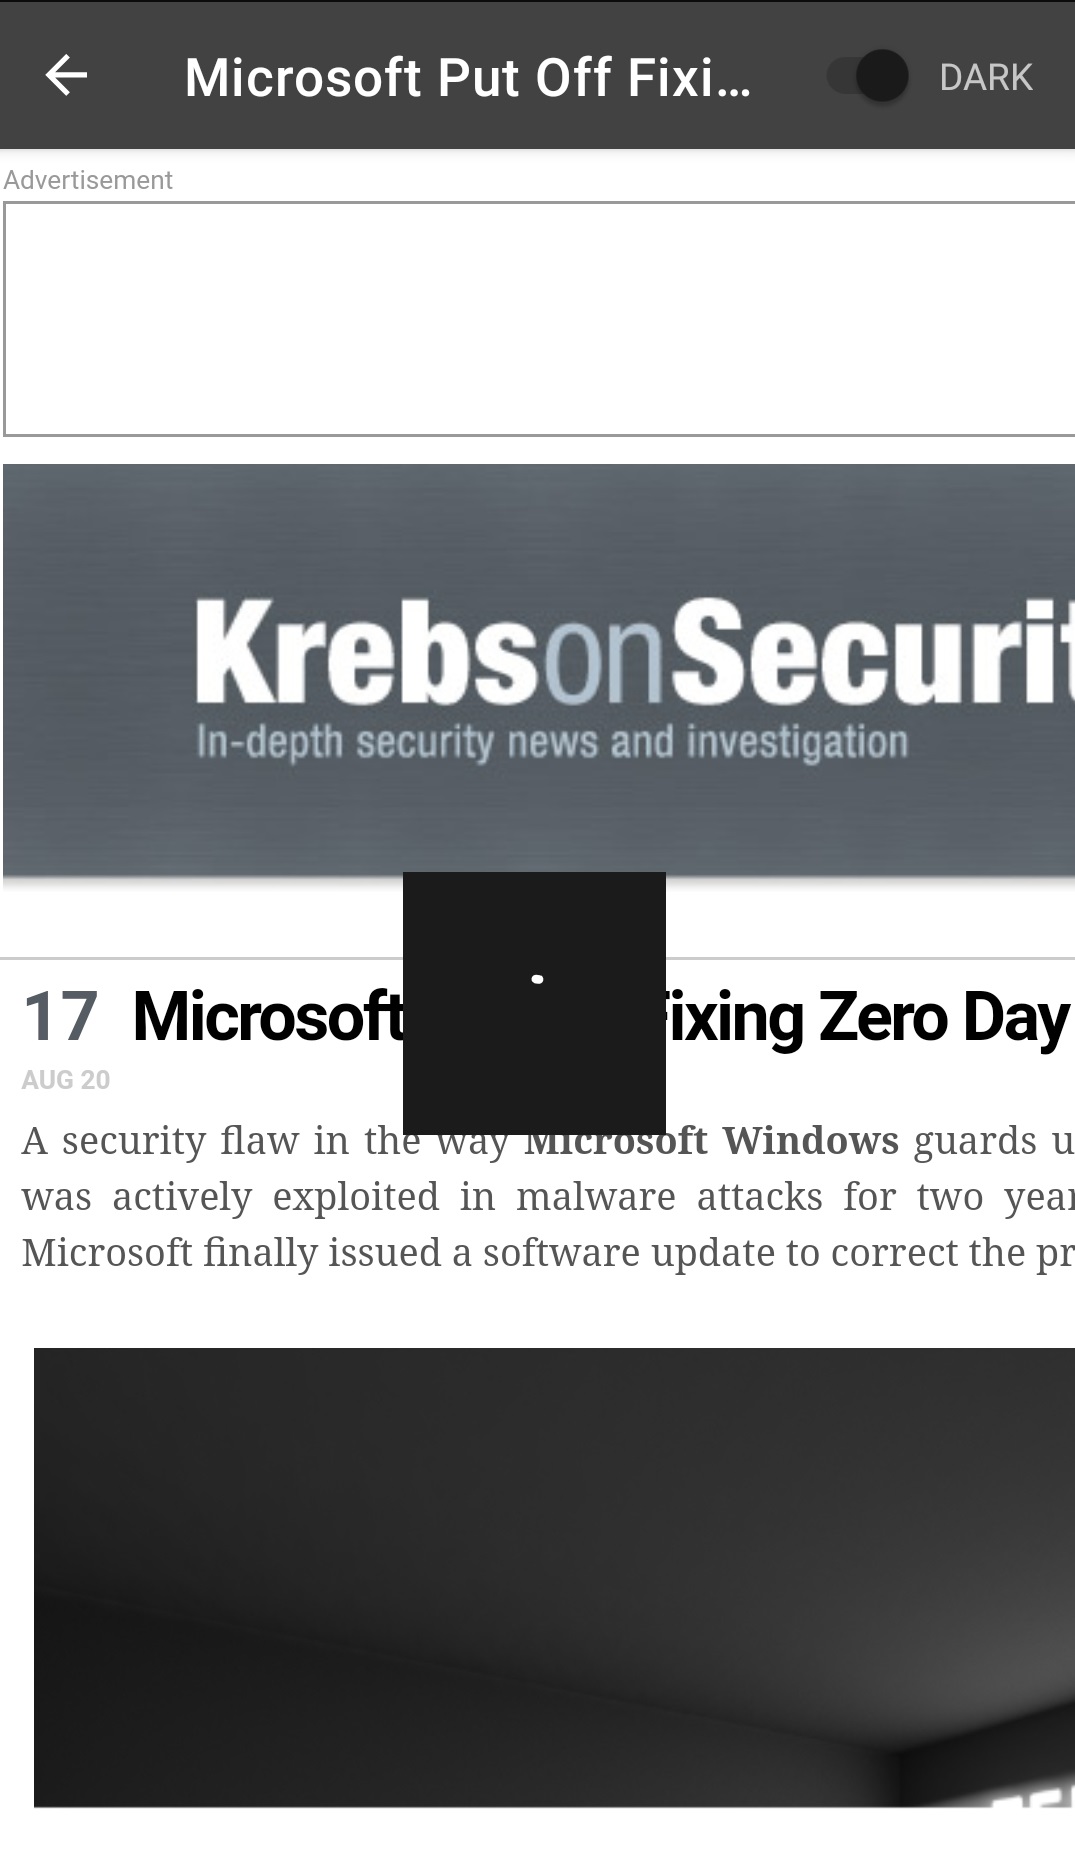 Microsoft Put Off Fixi...
DARK
Advertisement
KrebsonSecurit
In-depth security news and investigation
17 Microsoft Fixing Zero Day
AUG 20
A security flaw in the way Microsoft Windows guards u
was actively exploited in malware attacks for two year
Microsoft finally issued a software update to correct the pr